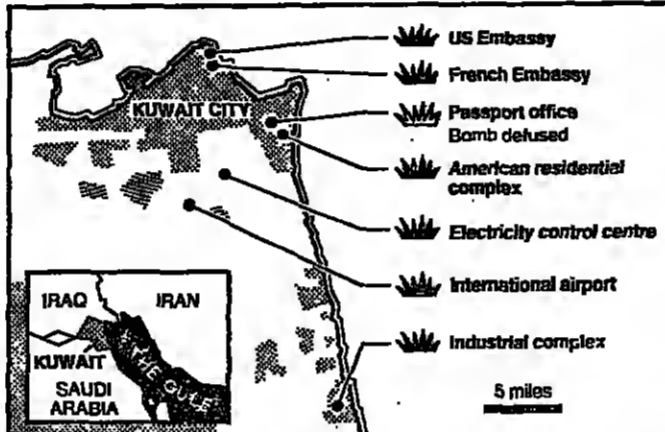 US Embassy
French Embassy
KUWAIT CITY
Passport office
Bomb defused
American residential
complex
Electricity control centre
International airport
Industrial complex
5 miles
IRAQ
IRAN
KUWAIT
THE GULF
SAUDI
ARABIA